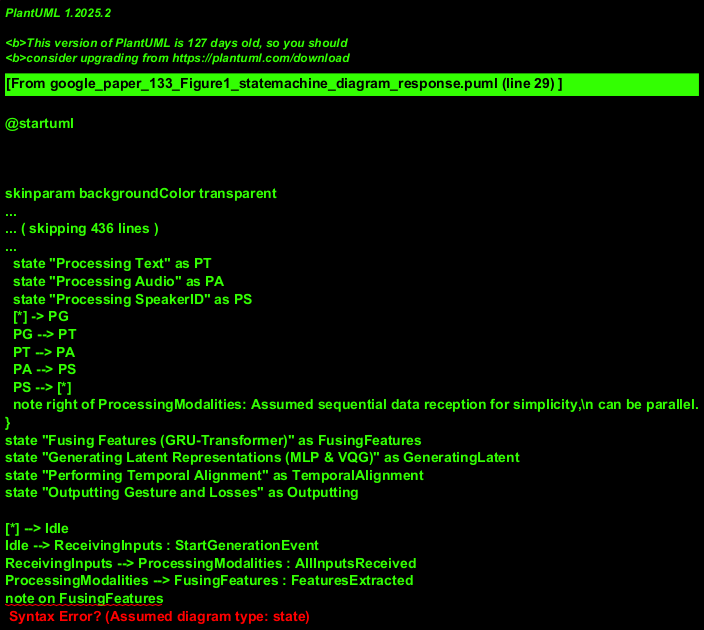 PlantUML 1.2025.2
<b>This version of PlantUML is 127 days old, so you should
<b>consider upgrading from https://plantuml.com/download
[From google_paper_133_Figure1_statemachine_diagram_response.puml (line 29) ]
@startuml
skinparam backgroundColor transparent
...
... ( skipping 436 lines )
...
state "Processing Text" as PT
state "Processing Audio" as PA
state "Processing SpeakerID" as PS
[*] -> PG
PG --> PT
PT --> PA
PA --> PS
PS --> [*]
note right of ProcessingModalities: Assumed sequential data reception for simplicity,\n can be parallel.
}
state "Fusing Features (GRU-Transformer)" as FusingFeatures
state "Generating Latent Representations (MLP & VQG)" as GeneratingLatent
state "Performing Temporal Alignment" as TemporalAlignment
state "Outputting Gesture and Losses" as Outputting
[*] --> Idle
Idle --> ReceivingInputs : StartGenerationEvent
ReceivingInputs --> ProcessingModalities : AllInputsReceived
ProcessingModalities --> FusingFeatures : FeaturesExtracted
note on FusingFeatures
Syntax Error? (Assumed diagram type: state)